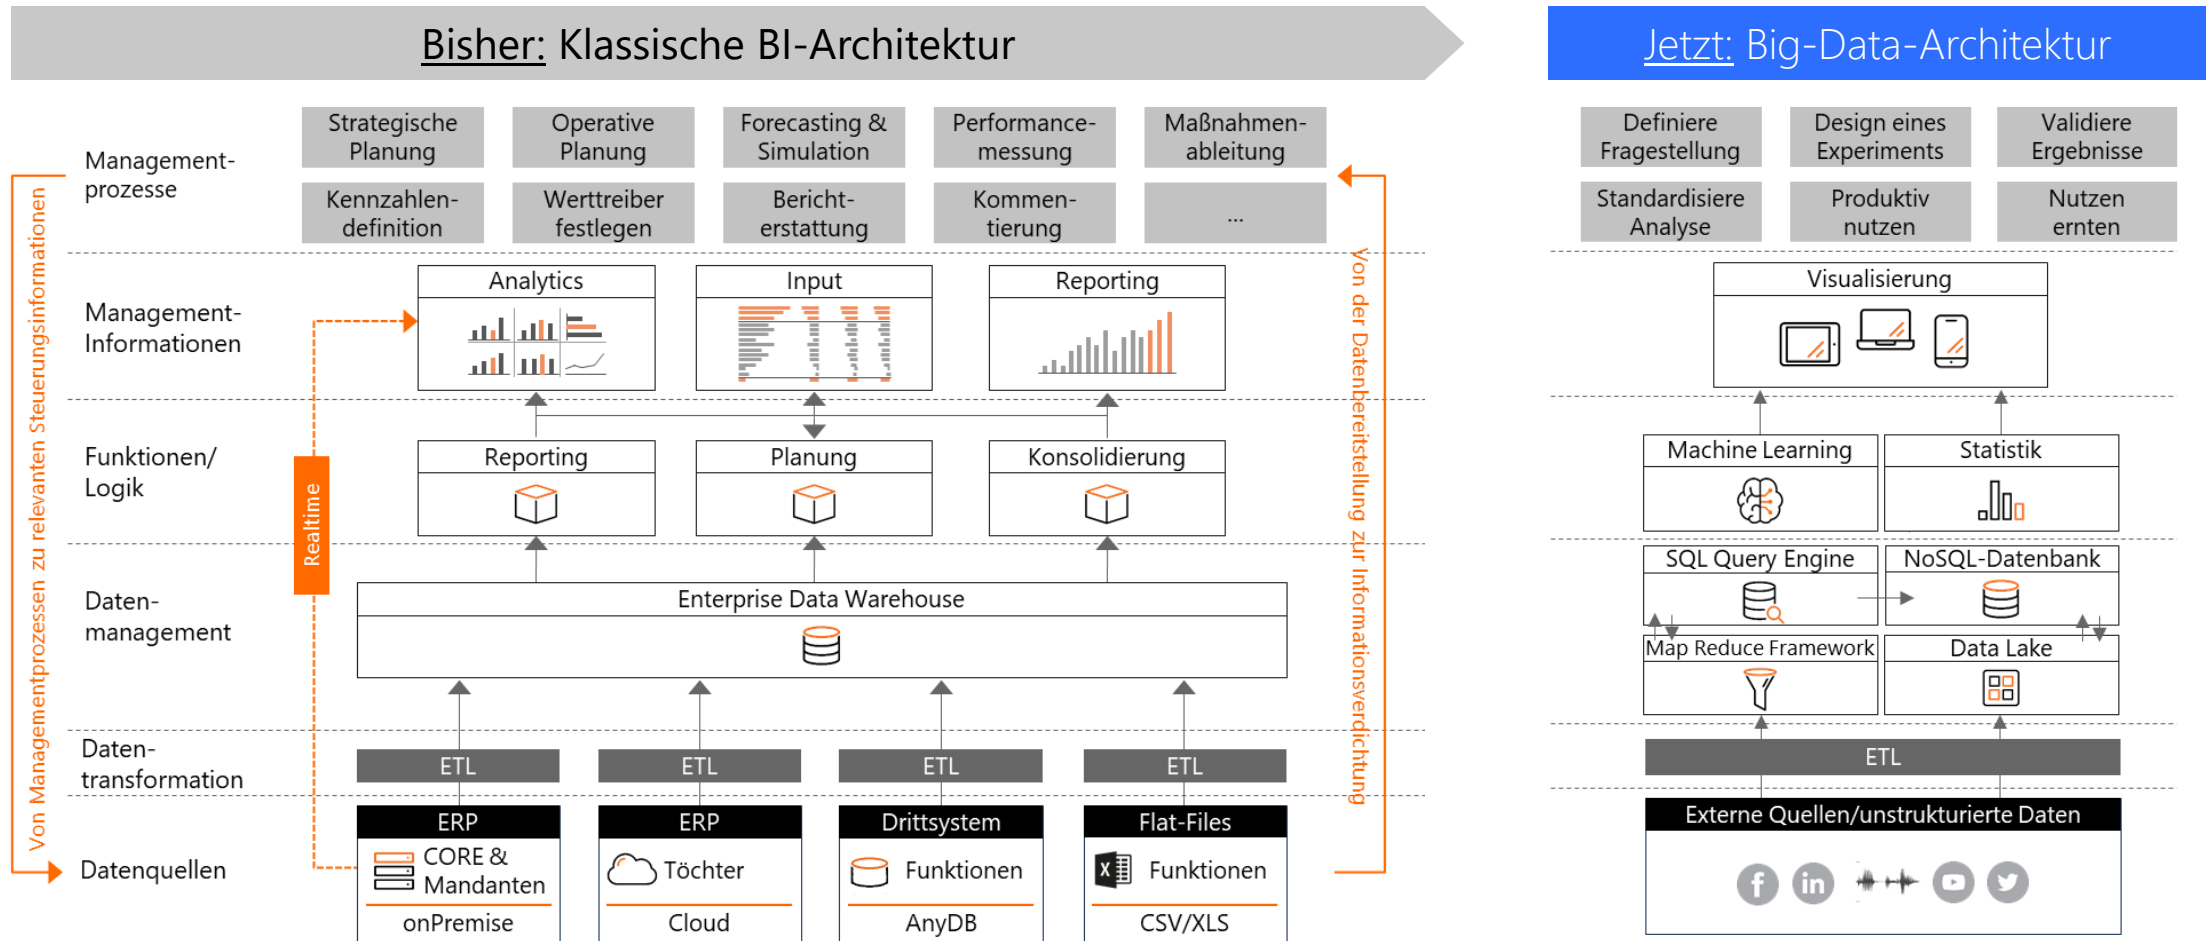 Bisher: Klassische BI-Architektur
Jetzt: Big-Data-Architektur
Management-
prozesse
Strategische
Planung
Operative
Planung
Forecasting &
Simulation
Performance-
messung
Maßnahmen-
ableitung
Kennzahlen-
definition
Werttreiber
festlegen
Bericht-
erstattung
Kommen-
tierung
...
Definiere
Fragestellung
Design eines
Experiments
Validiere
Ergebnisse
Standardisiere
Analyse
Produktiv
nutzen
Nutzen
ernten
Von Managementprozessen zu relevanten Steuerungsinformationen
Von der Datenbereitstellung zur Informationsverdichtung
Realtime
Management-
Informationen
Analytics
Input
Reporting
Visualisierung
Funktionen/
Logik
Reporting
Planung
Konsolidierung
Machine Learning
Statistik
Daten-
management
Enterprise Data Warehouse
SQL Query Engine
NoSQL-Datenbank
Map Reduce Framework
Data Lake
Daten-
transformation
ETL
ETL
ETL
ETL
ETL
Datenquellen
ERP
CORE &
Mandanten
onPremise
ERP
Töchter
Cloud
Drittsystem
Funktionen
AnyDB
Flat-Files
X
Funktionen
CSV/XLS
Externe Quellen/unstrukturierte Daten
f
in